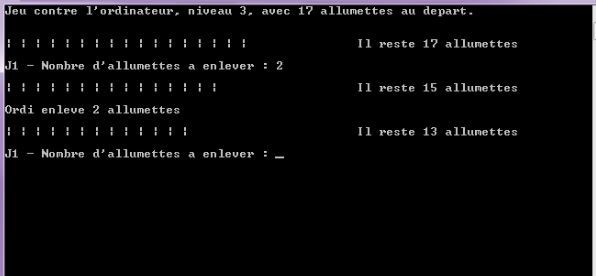 Jeu contre l'ordinateur, niveau 3, avec 17 allumettes au depart.
¦ ¦ ¦ ¦ ¦ ¦ ¦ ¦ ¦ ¦ ¦ ¦ ¦ ¦ ¦ ¦ ¦ Il reste 17 allumettes
J1 - Nombre d'allumettes a enlever : 2
¦ ¦ ¦ ¦ ¦ ¦ ¦ ¦ ¦ ¦ ¦ ¦ ¦ ¦ ¦ Il reste 15 allumettes
Ordi enleve 2 allumettes
¦ ¦ ¦ ¦ ¦ ¦ ¦ ¦ ¦ ¦ ¦ ¦ ¦ Il reste 13 allumettes
J1 - Nombre d'allumettes a enlever : _